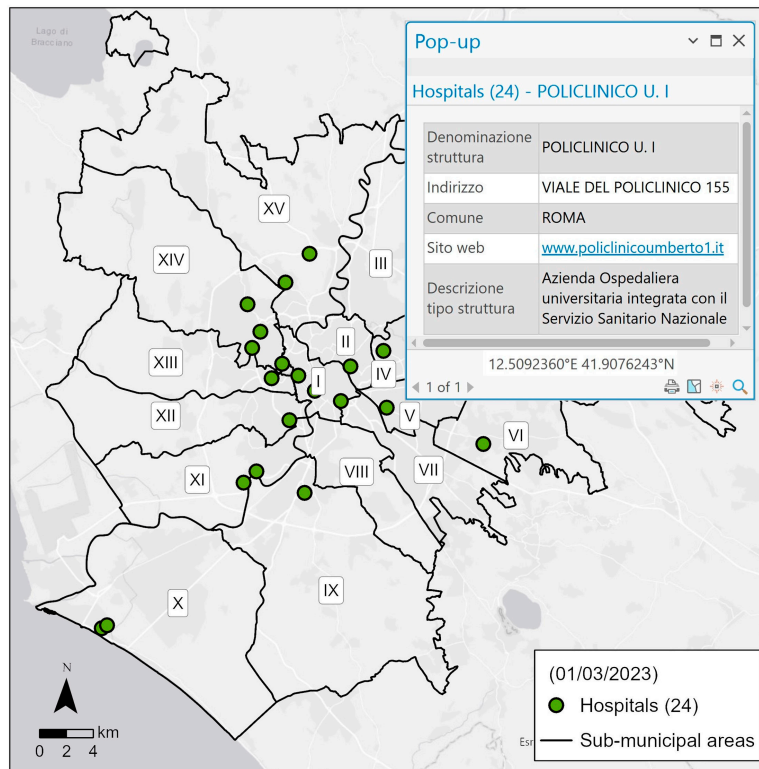 Lago di
Bracciano
Pop-up
Hospitals (24) - POLICLINICO U. I
Denominazione
struttura
POLICLINICO U. I
Indirizzo
VIALE DEL POLICLINICO 155
Comune
ROMA
Sito web
www.policlinicoumberto1.it
Descrizione
tipo struttura
Azienda Ospedaliera
universitaria integrata con il
Servizio Sanitario Nazionale
12.5092360°E 41.9076243°N
1 of 1
XV
XIV
III
XIII
II
IV
I
XII
V
VI
XI
VIII
VII
X
IX
N
km
0 2 4
(01/03/2023)
Hospitals (24)
Sub-municipal areas
Esr